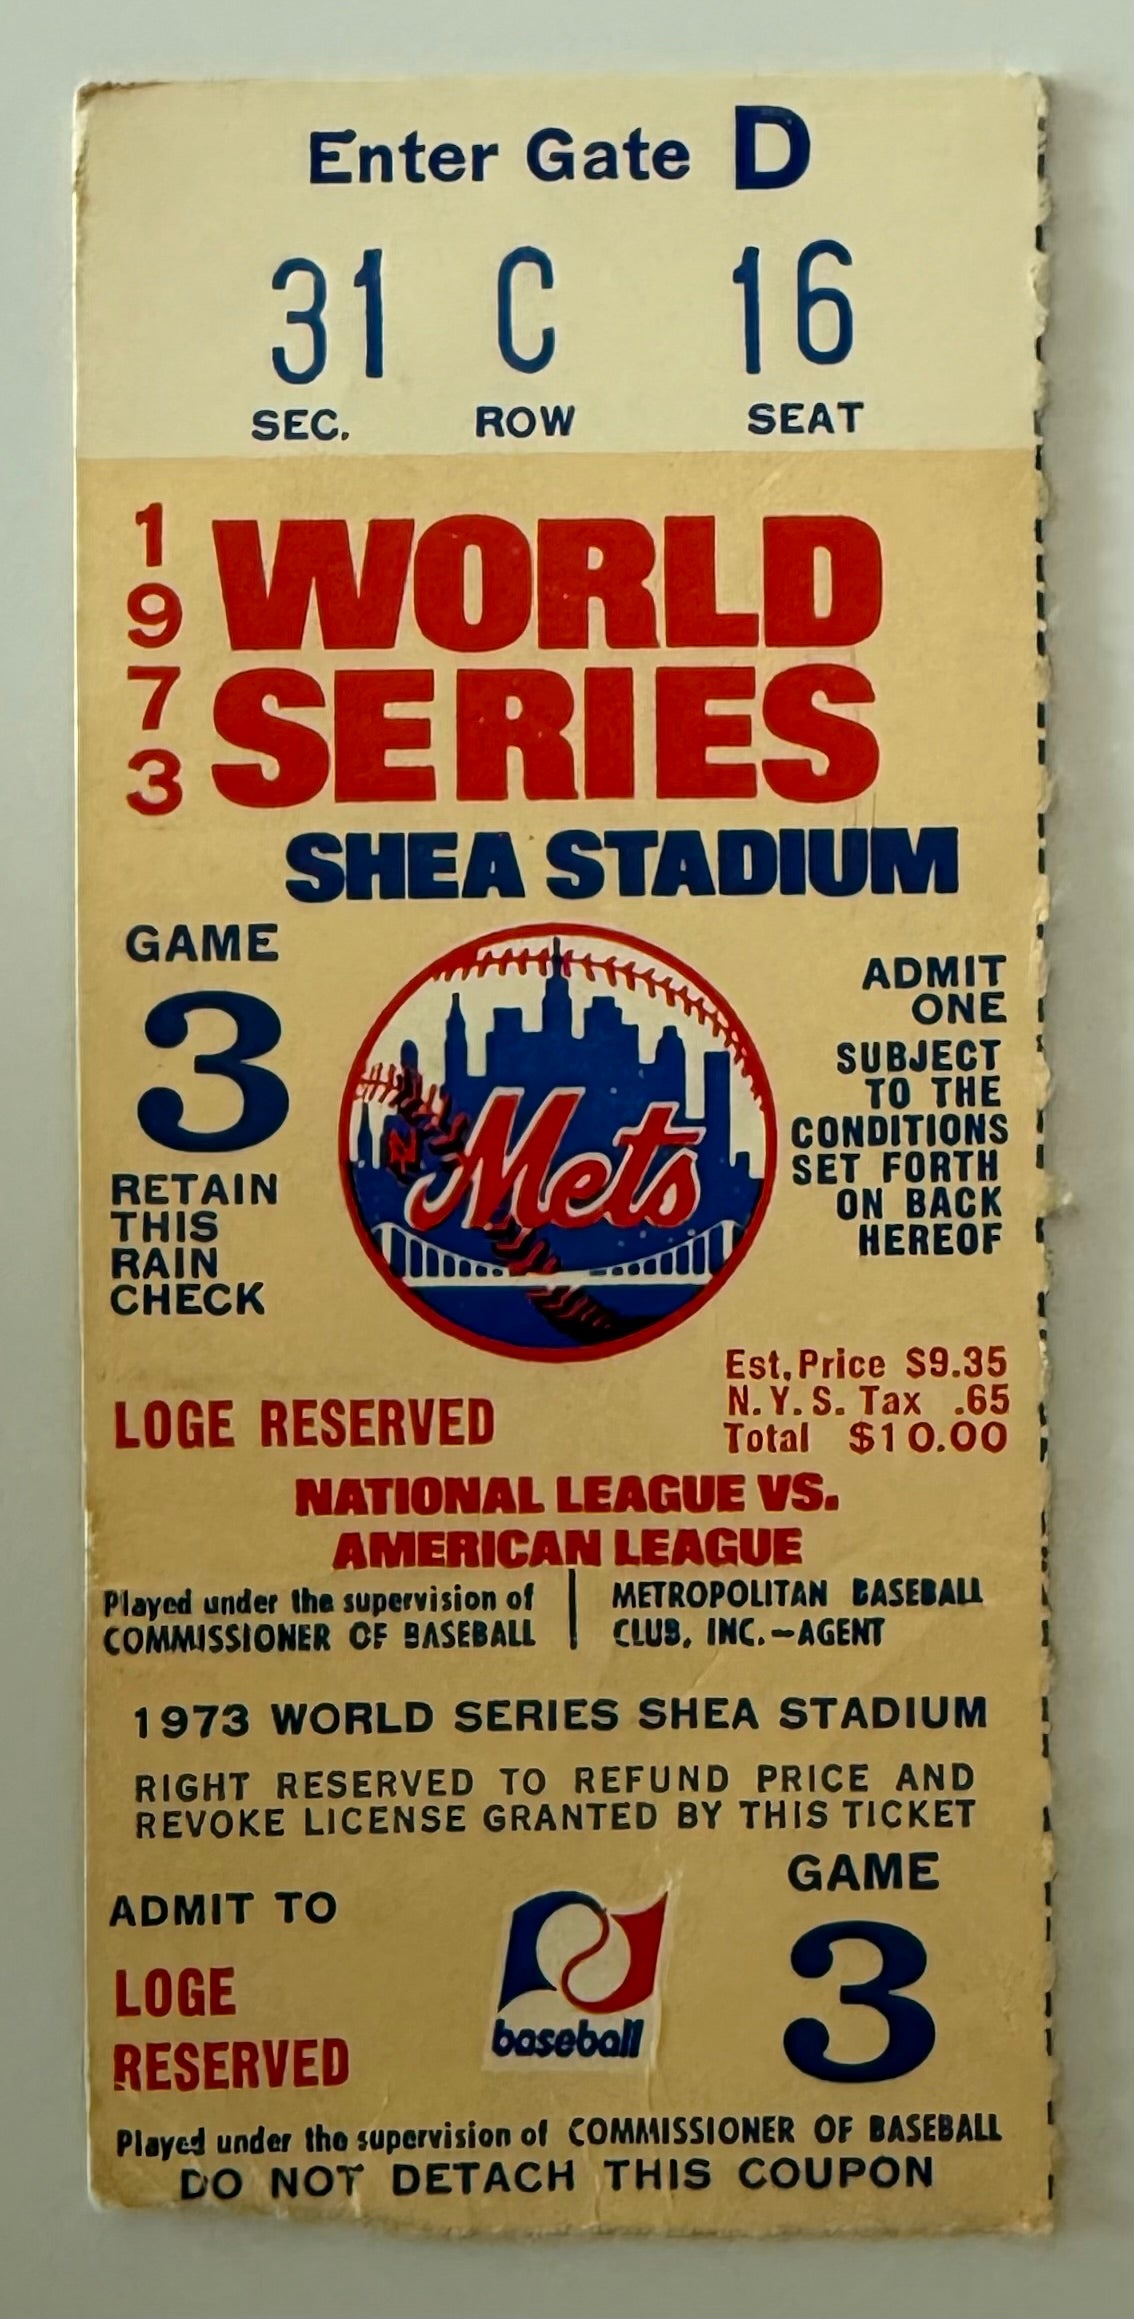 Enter Gate D
31 C 16
SEC. ROW SEAT
1973
WORLD
SERIES
SHEA STADIUM
GAME
3
RETAIN
THIS
RAIN
CHECK
NY
Mets
ADMIT
ONE
SUBJECT
TO THE
CONDITIONS
SET FORTH
ON BACK
HEREOF
Est. Price $9.35
N.Y.S. Tax .65
Total $10.00
LOGE RESERVED
NATIONAL LEAGUE VS.
AMERICAN LEAGUE
Played under the supervision of
COMMISSIONER OF BASEBALL
METROPOLITAN BASEBALL
CLUB, INC.-AGENT
1973 WORLD SERIES SHEA STADIUM
RIGHT RESERVED TO REFUND PRICE AND
REVOKE LICENSE GRANTED BY THIS TICKET
ADMIT TO
LOGE
RESERVED
baseball
GAME
3
Played under the supervision of COMMISSIONER OF BASEBALL
DO NOT DETACH THIS COUPON